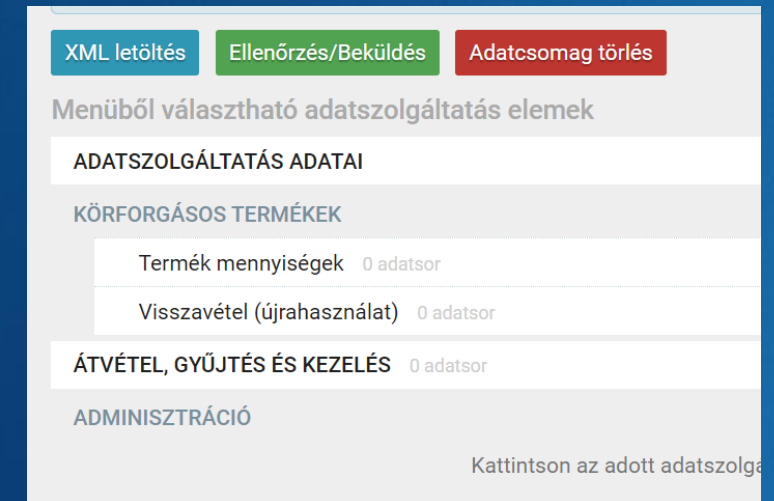 XML letöltés Ellenőrzés/Beküldés Adatcsomag törlés
Menüből választható adatszolgáltatás elemek
ADATSZOLGÁLTATÁS ADATAI
KÖRFORGÁSOS TERMÉKEK
Termék mennyiségek 0 adatsor
Visszavétel (újrahasználat) 0 adatsor
ÁTVÉTEL, GYŰJTÉS ÉS KEZELÉS 0 adatsor
ADMINISZTRÁCIÓ
Kattintson az adott adatszolgá